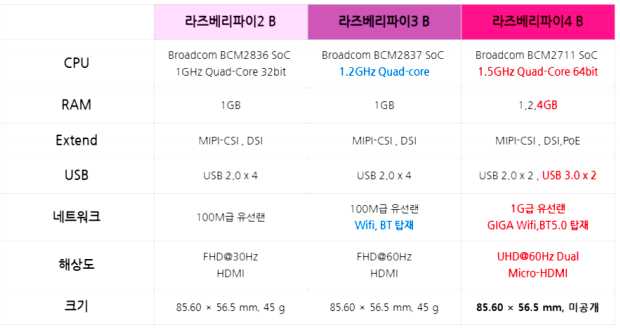 라즈베리파이2 B 라즈베리파이3 B 라즈베리파이4 B
CPU
Broadcom BCM2836 SoC
1GHz Quad-Core 32bit
Broadcom BCM2837 SoC
1.2GHz Quad-core
Broadcom BCM2711 SoC
1.5GHz Quad-Core 64bit
RAM 1GB 1GB 1,2,4GB
Extend MIPI-CSI , DSI MIPI-CSI , DSI MIPI-CSI , DSI,PoE
USB USB 2.0 x 4 USB 2.0 x 4 USB 2.0 x 2 , USB 3.0 x 2
네트워크 100M급 유선랜
100M급 유선랜
Wifi, BT 탑재
1G급 유선랜
GIGA Wifi,BT5.0 탑재
해상도
FHD@30Hz
HDMI
FHD@60Hz
HDMI
UHD@60Hz Dual
Micro-HDMI
크기 85.60 × 56.5 mm, 45 g 85.60 × 56.5 mm, 45 g 85.60 × 56.5 mm, 미공개